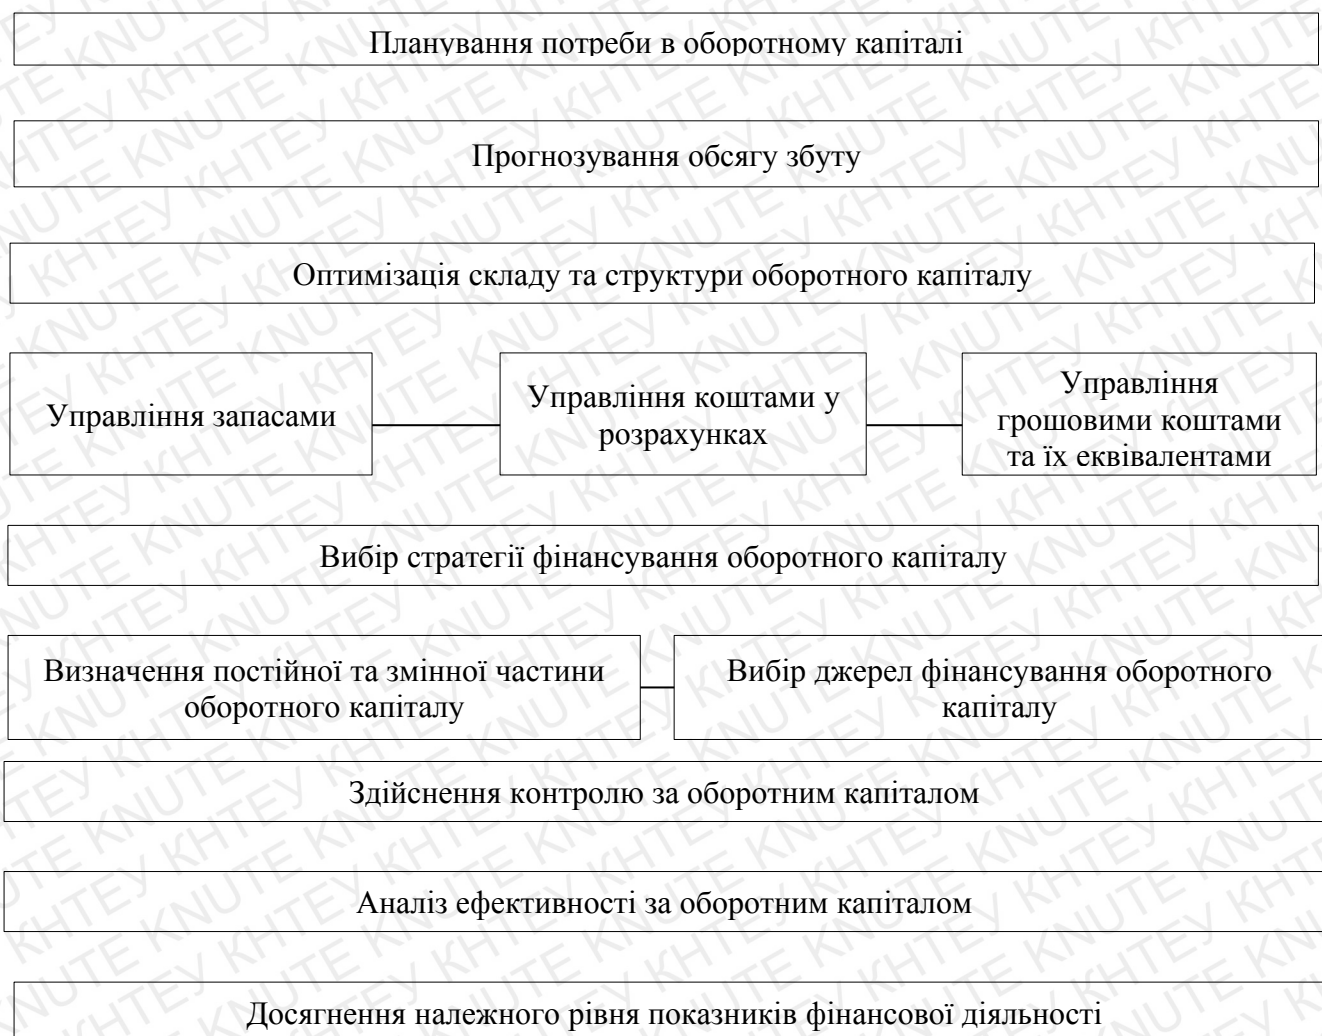 Планування потреби в оборотному капіталі
Прогнозування обсягу збуту
Оптимізація складу та структури оборотного капіталу
Управління запасами
Управління коштами у
розрахунках
Управління
грошовими коштами
та їх еквівалентами
Вибір стратегії фінансування оборотного капіталу
Визначення постійної та змінної частини
оборотного капіталу
Вибір джерел фінансування оборотного
капіталу
Здійснення контролю за оборотним капіталом
Аналіз ефективності за оборотним капіталом
Досягнення належного рівня показників фінансової діяльності